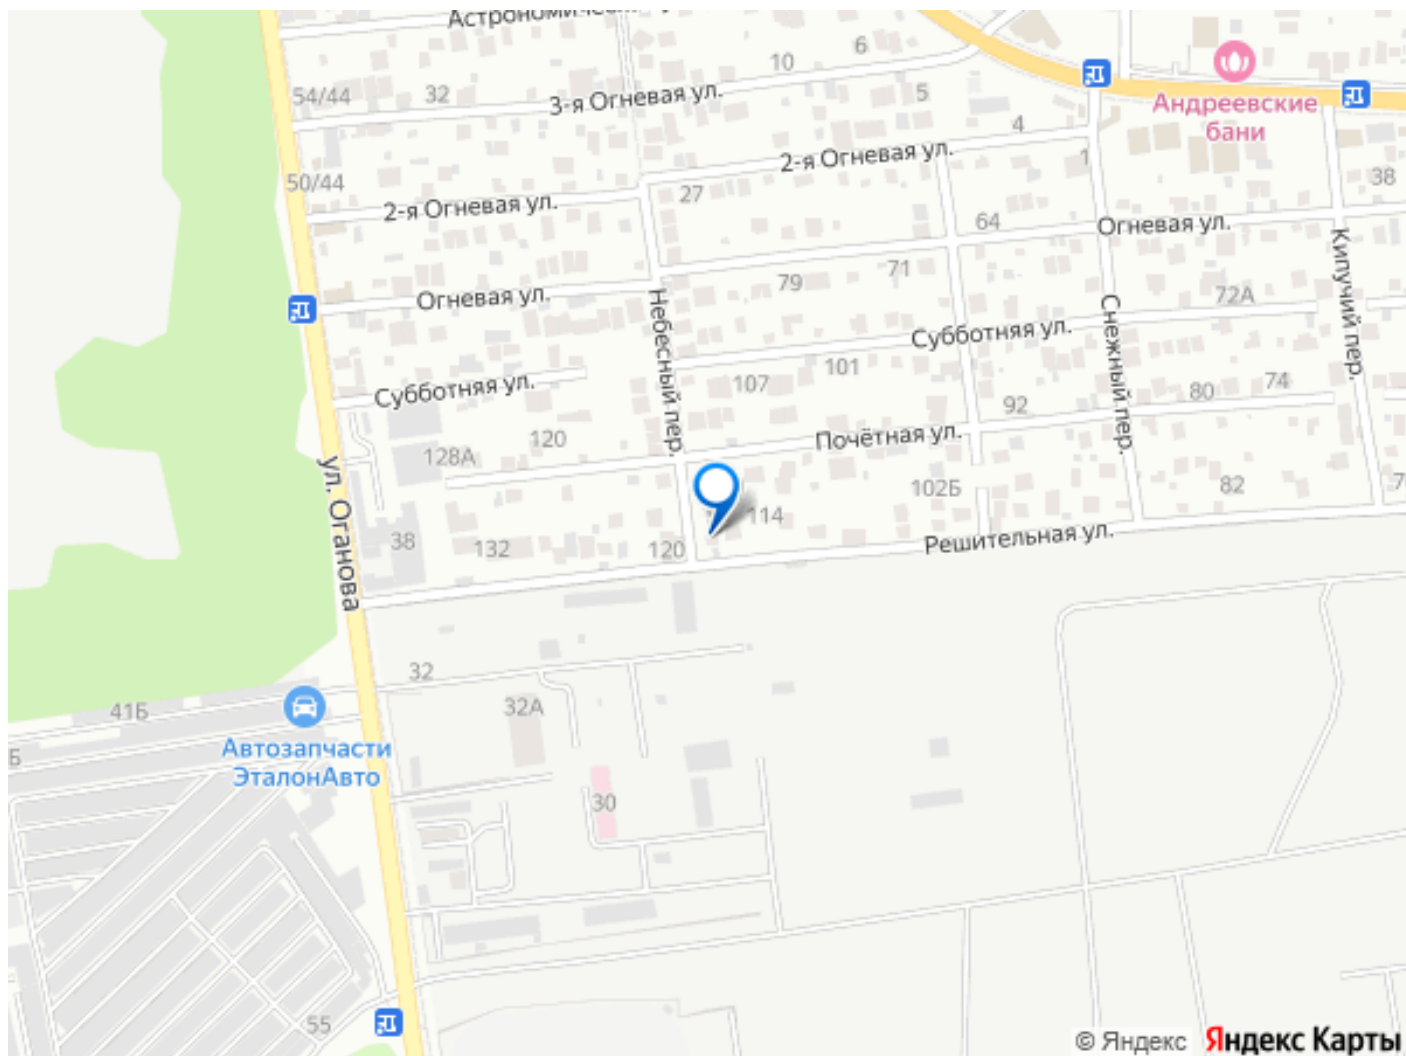 Астрономическ
6
10
54/44
32
3-я Огневая ул.
5
Андреевские
бани
4
1
2-я Огневая ул.
38
50/44
27
2-я Огневая ул.
64
Огневая ул.
71
79
Огневая ул.
Небесный пер.
72А
Кипучий пер.
Снежный пер.
Субботная ул.
101
107
Субботная ул.
74
80
92
Почётная ул.
120
128А
ул. Оганова
102Б
82
114
38
132
120
Решительная ул.
32
41Б
32А
Б
Автозапчасти
ЭталонАвто
30
55
© Яндекс Яндекс Карты